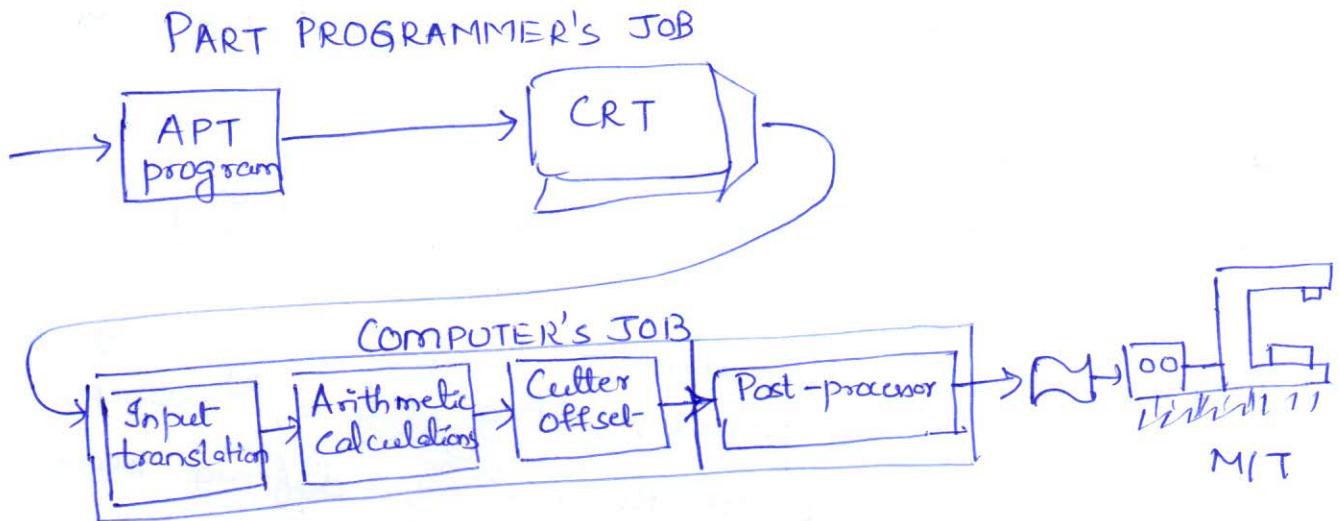 PART PROGRAMMER'S JOB
APT
program
CRT
COMPUTER'S JOB
Input
translation
Arithmetic
calculations
Cutter
offset
Post-processor
M/T